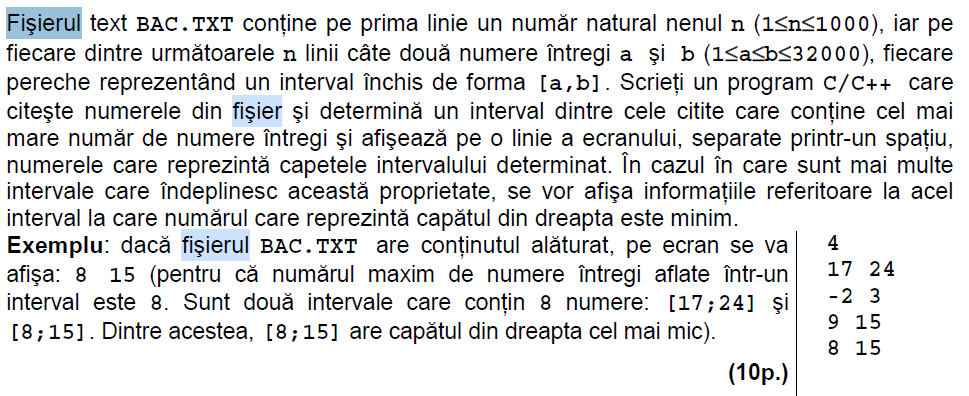 Fişierul text BAC.TXT conține pe prima linie un număr natural nenul n (1≤n≤1000), iar pe
fiecare dintre următoarele n linii câte două numere întregi a şi b (1≤a≤b≤32000), fiecare
pereche reprezentând un interval închis de forma [a,b]. Scrieți un program C/C++ care
citeşte numerele din fişier şi determină un interval dintre cele citite care conține cel mai
mare număr de numere întregi şi afişează pe o linie a ecranului, separate printr-un spațiu,
numerele care reprezintă capetele intervalului determinat. În cazul în care sunt mai multe
intervale care îndeplinesc această proprietate, se vor afişa informațiile referitoare la acel
interval la care numărul care reprezintă capătul din dreapta este minim.
Exemplu: dacă fişierul BAC.TXT are conținutul alăturat, pe ecran se va
afişa: 8 15 (pentru că numărul maxim de numere întregi aflate într-un
interval este 8. Sunt două intervale care conțin 8 numere: [17;24] şi
[8;15]. Dintre acestea, [8;15] are capătul din dreapta cel mai mic).
(10p.)
4
17 24
-2 3
9 15
8 15